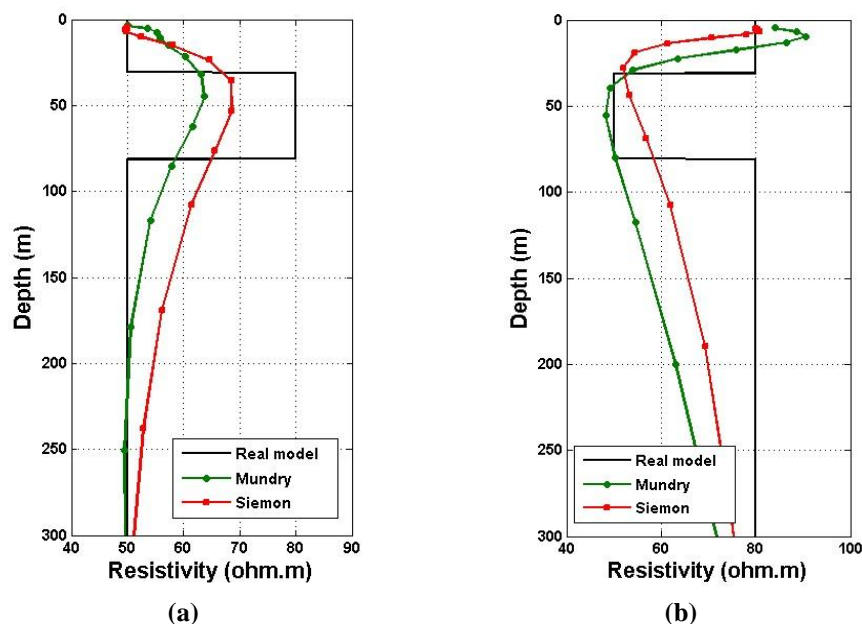 0
50
100
150
200
250
300
Depth (m)
40 50 60 70 80 90
Resistivity (ohm.m)
Real model
Mundry
Siemon
(a)
0
50
100
150
200
250
300
Depth (m)
40 60 80 100
Resistivity (ohm.m)
Real model
Mundry
Siemon
(b)